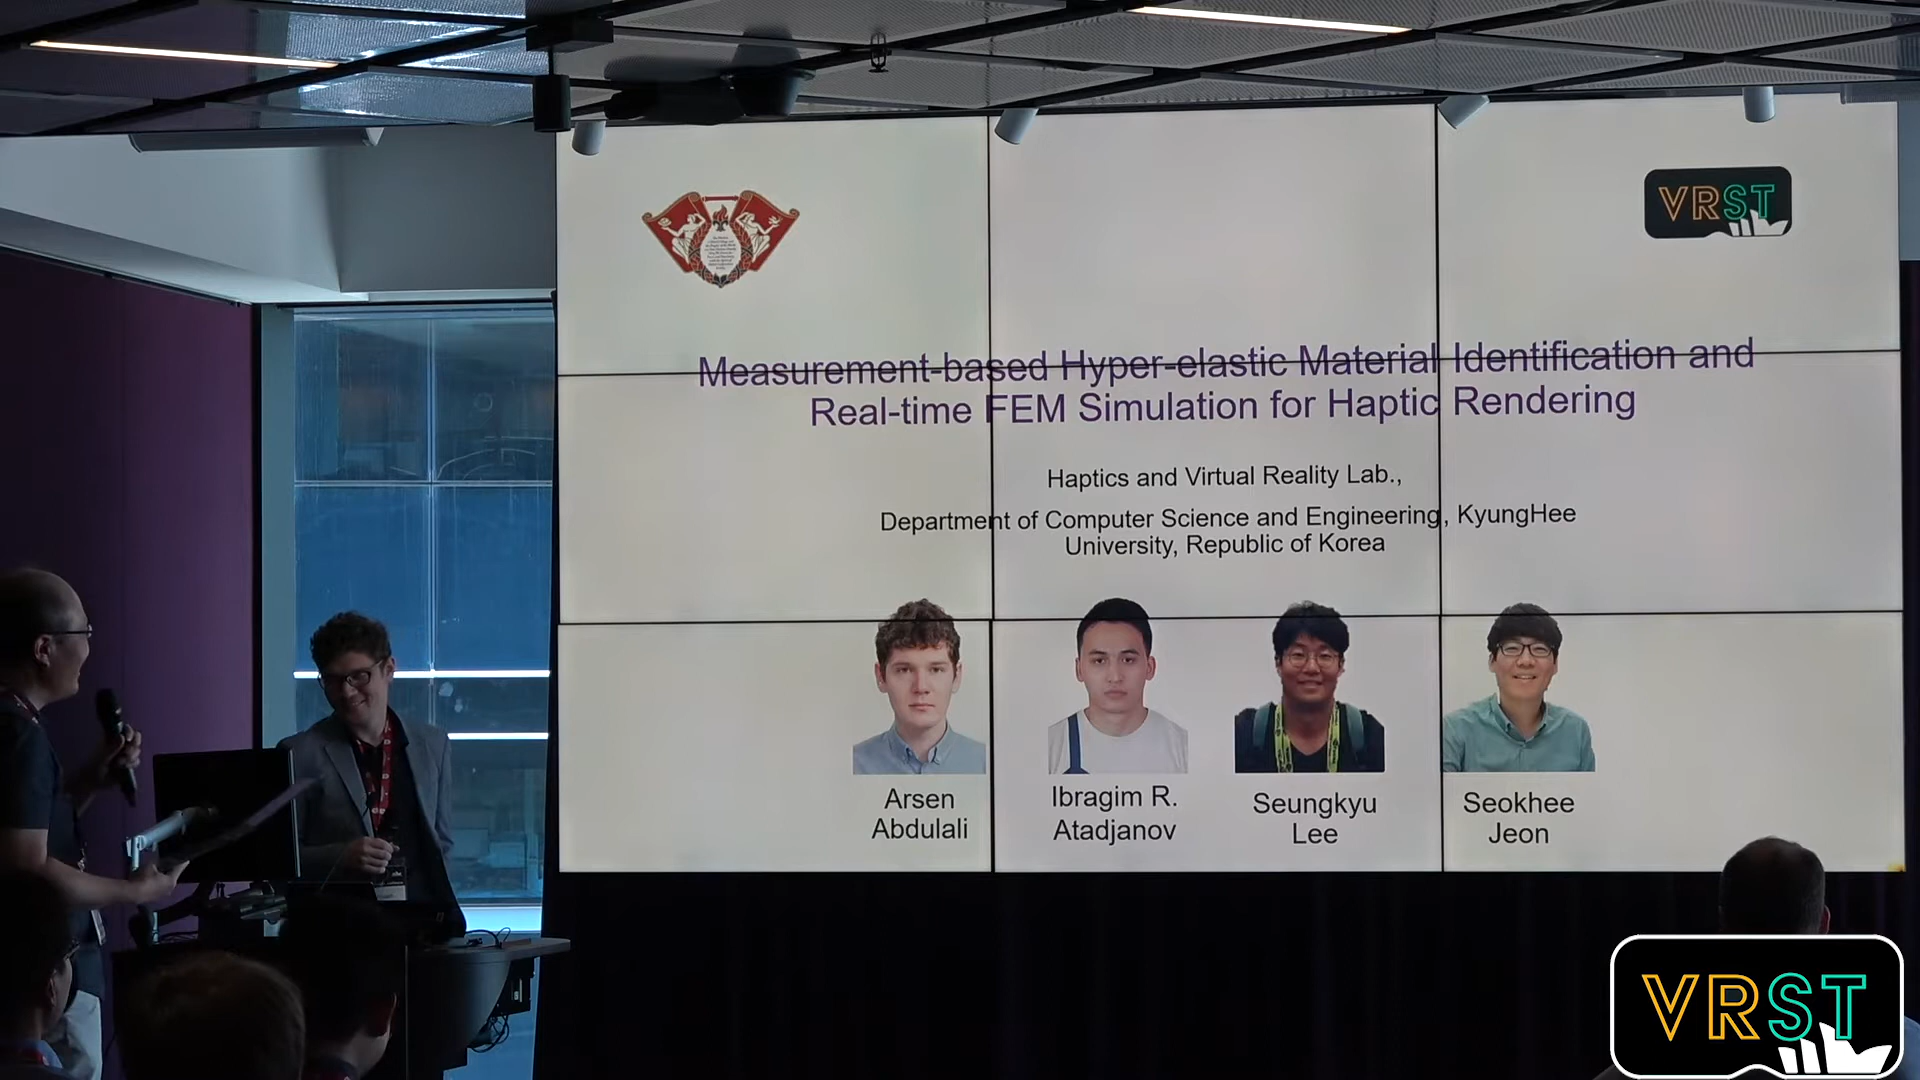 VRST
Measurement-based Hyper-elastic Material Identification and
Real-time FEM Simulation for Haptic Rendering
Haptics and Virtual Reality Lab.,
Department of Computer Science and Engineering, KyungHee
University, Republic of Korea
Arsen
Abdulali
Ibragim R.
Atadjanov
Seungkyu
Lee
Seokhee
Jeon
VRST